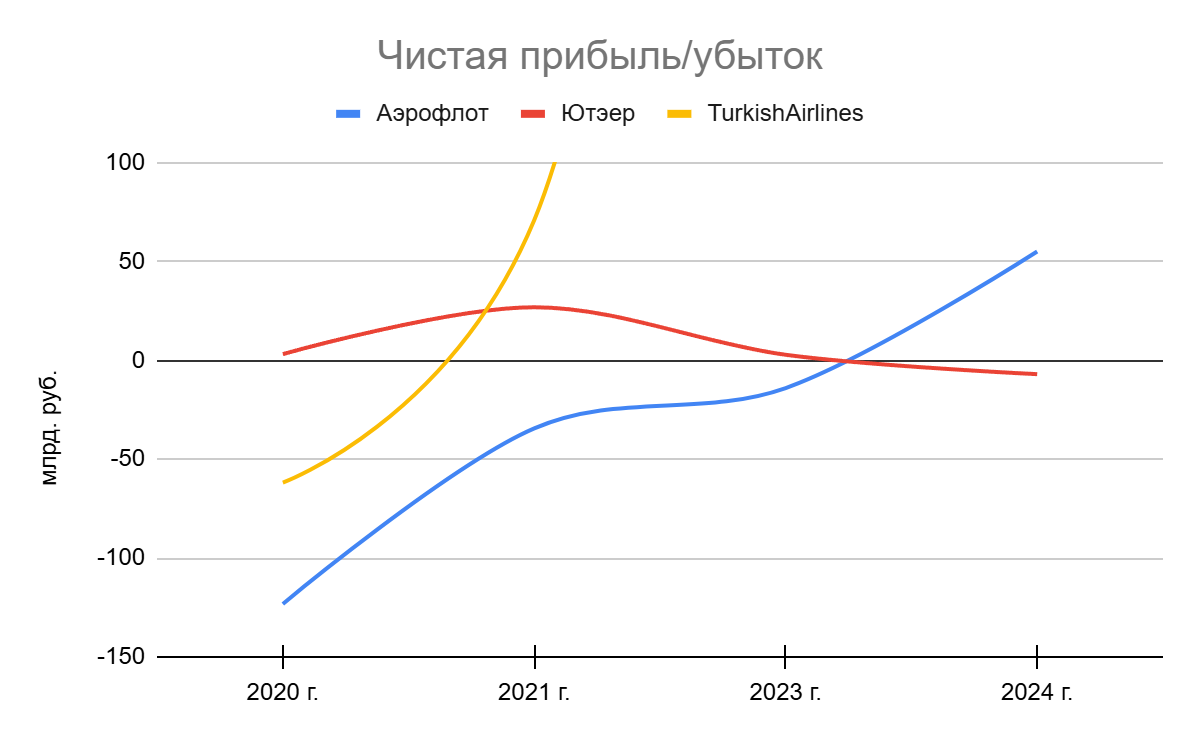 Чистая прибыль/убыток
Аэрофлот Ютэер TurkishAirlines
100
50
0
-50
-100
-150
млрд. руб.
2020 г. 2021 г. 2023 г. 2024 г.